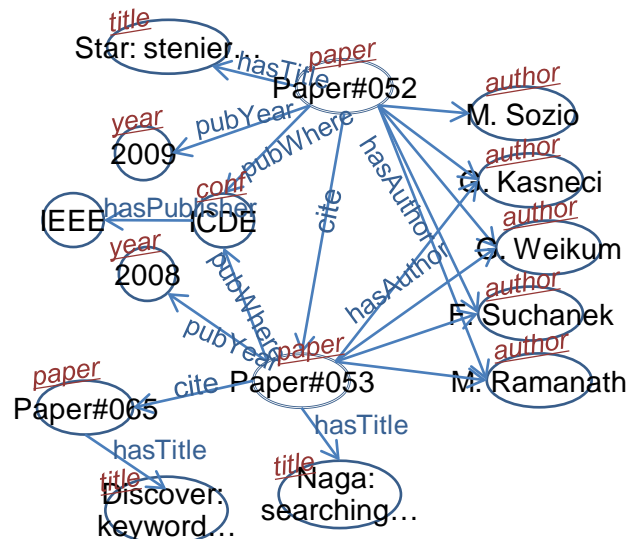 title
Star: stenier…
hasTitle
paper
Paper#052
author
M. Sozio
year
2009
pubYear
pubWhere
author
G. Kasneci
conf
IEEE
hasPublisher
ICDE
cite
hasAuthor
author
G. Weikum
year
2008
hasAuthor
author
F. Suchanek
pubWhere
pubYear
paper
Paper#053
author
M. Ramanath
paper
Paper#065
cite
hasTitle
hasTitle
title
Discover:
keyword…
title
Naga:
searching…